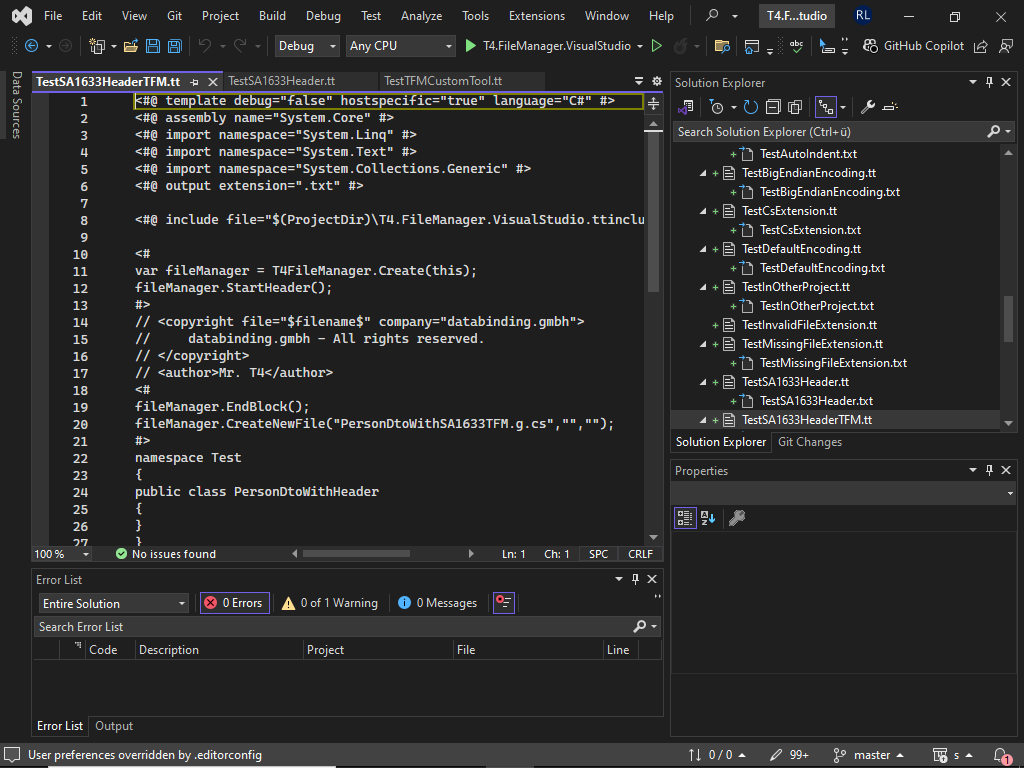 File Edit View Git Project Build Debug Test Analyze Tools Extensions Window Help T4.F...tudio RL
Debug Any CPU T4.FileManager.VisualStudio GitHub Copilot
Data Sources
TestSA1633HeaderTFM.tt TestSA1633Header.tt TestTFMCustomTool.tt
1 <#@ template debug="false" hostspecific="true" language="C#" #>
2 <#@ assembly name="System.Core" #>
3 <#@ import namespace="System.Linq" #>
4 <#@ import namespace="System.Text" #>
5 <#@ import namespace="System.Collections.Generic" #>
6 <#@ output extension=".txt" #>
7
8 <#@ include file="$(ProjectDir)\T4.FileManager.VisualStudio.ttinclu
9
10 <#
11 var fileManager = T4FileManager.Create(this);
12 fileManager.StartHeader();
13 #>
14 // <copyright file="$filename$" company="databinding.gmbh">
15 //     databinding.gmbh - All rights reserved.
16 // </copyright>
17 // <author>Mr. T4</author>
18 <#
19 fileManager.EndBlock();
20 fileManager.CreateNewFile("PersonDtoWithSA1633TFM.g.cs","","");
21 #>
22 namespace Test
23 {
24 public class PersonDtoWithHeader
25 {
26 }
27 }
100 % No issues found Ln: 1 Ch: 1 SPC CRLF
Error List
Entire Solution 0 Errors 0 of 1 Warning 0 Messages
Search Error List
Code Description Project File Line
Error List Output
Solution Explorer
Search Solution Explorer (Ctrl+ü)
TestAutoIndent.txt
TestBigEndianEncoding.tt
TestBigEndianEncoding.txt
TestCsExtension.tt
TestCsExtension.txt
TestDefaultEncoding.tt
TestDefaultEncoding.txt
TestInOtherProject.tt
TestInOtherProject.txt
TestInvalidFileExtension.tt
TestMissingFileExtension.tt
TestMissingFileExtension.txt
TestSA1633Header.tt
TestSA1633Header.txt
TestSA1633HeaderTFM.tt
Solution Explorer Git Changes
Properties
User preferences overridden by .editorconfig 0 / 0 99+ master s 1